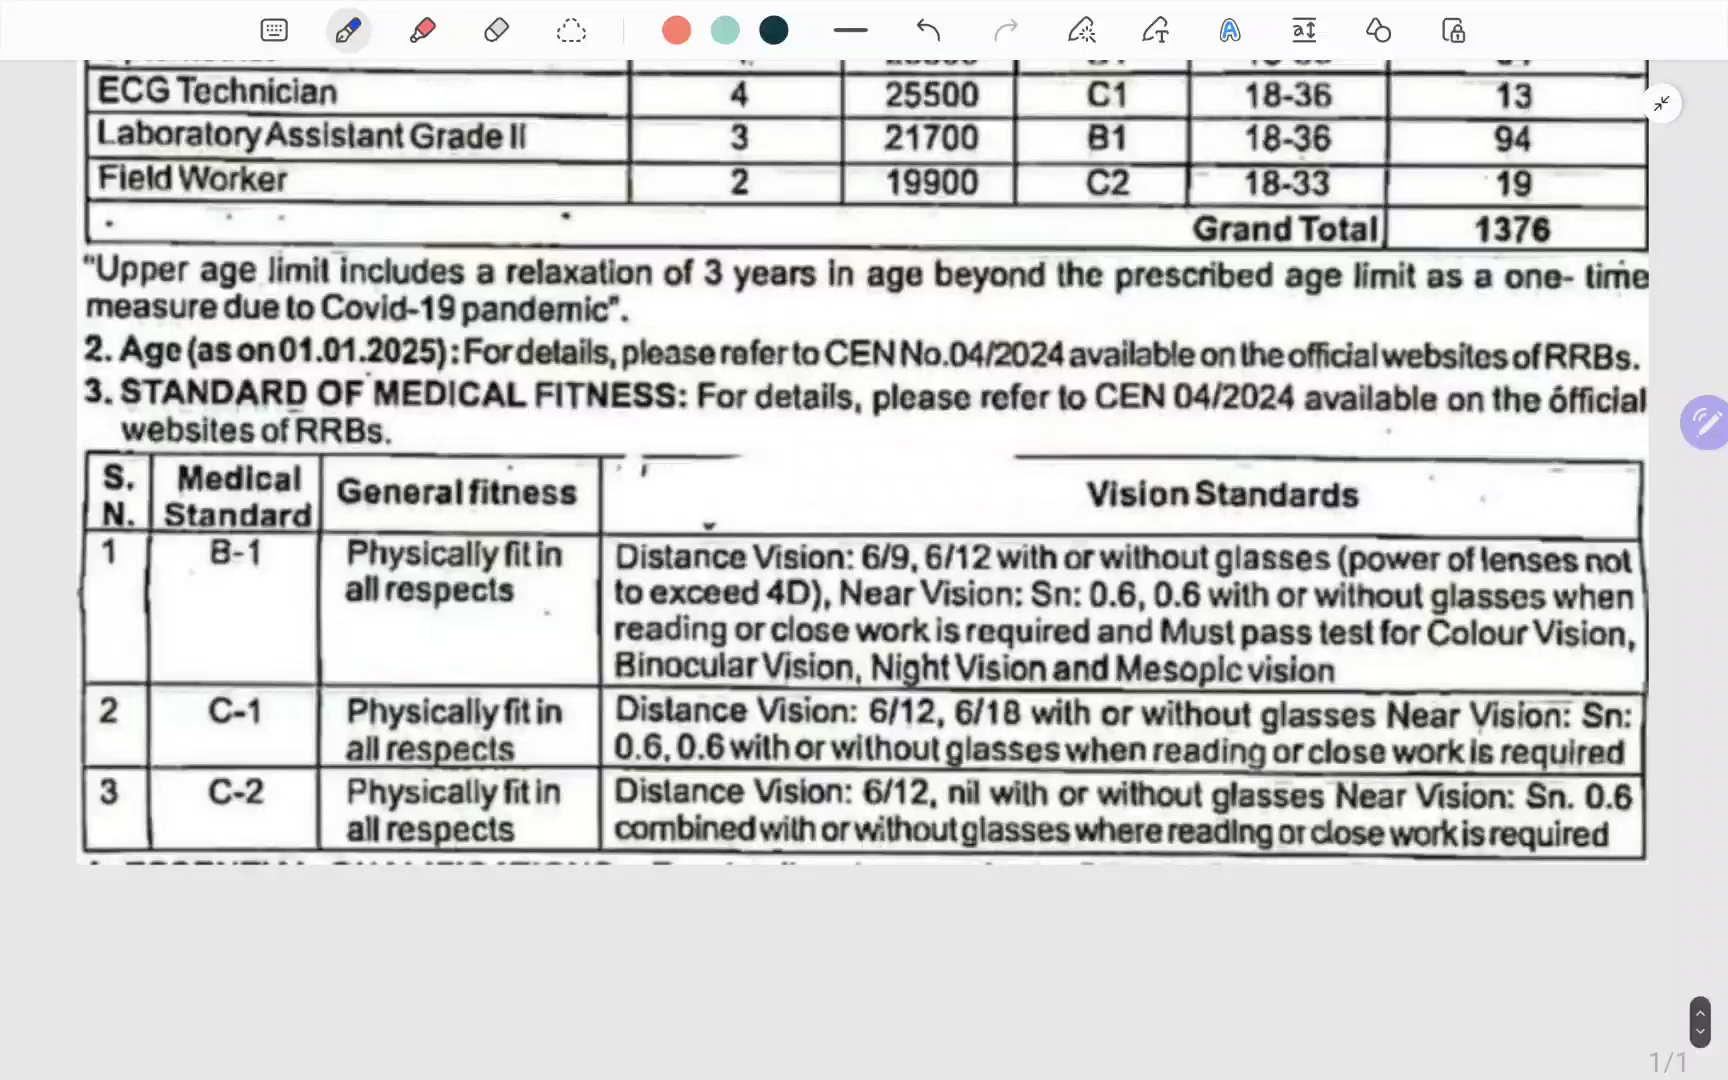 ECG Technician 4 25500 C1 18-36 13
Laboratory Assistant Grade II 3 21700 B1 18-36 94
Field Worker 2 19900 C2 18-33 19
Grand Total 1376
"Upper age limit includes a relaxation of 3 years in age beyond the prescribed age limit as a one- time
measure due to Covid-19 pandemic".
2. Age (as on 01.01.2025) : For details, please refer to CEN No.04/2024 available on the official websites of RRBs.
3. STANDARD OF MEDICAL FITNESS: For details, please refer to CEN 04/2024 available on the official
websites of RRBs.
S. N. Medical Standard General fitness Vision Standards
1 B-1 Physically fit in all respects
Distance Vision: 6/9, 6/12 with or without glasses (power of lenses not
to exceed 4D), Near Vision: Sn: 0.6, 0.6 with or without glasses when
reading or close work is required and Must pass test for Colour Vision,
Binocular Vision, Night Vision and Mesopic vision
2 C-1 Physically fit in all respects
Distance Vision: 6/12, 6/18 with or without glasses Near Vision: Sn:
0.6, 0.6 with or without glasses when reading or close work is required
3 C-2 Physically fit in all respects
Distance Vision: 6/12, nil with or without glasses Near Vision: Sn. 0.6
combined with or without glasses where reading or close work is required
1/1